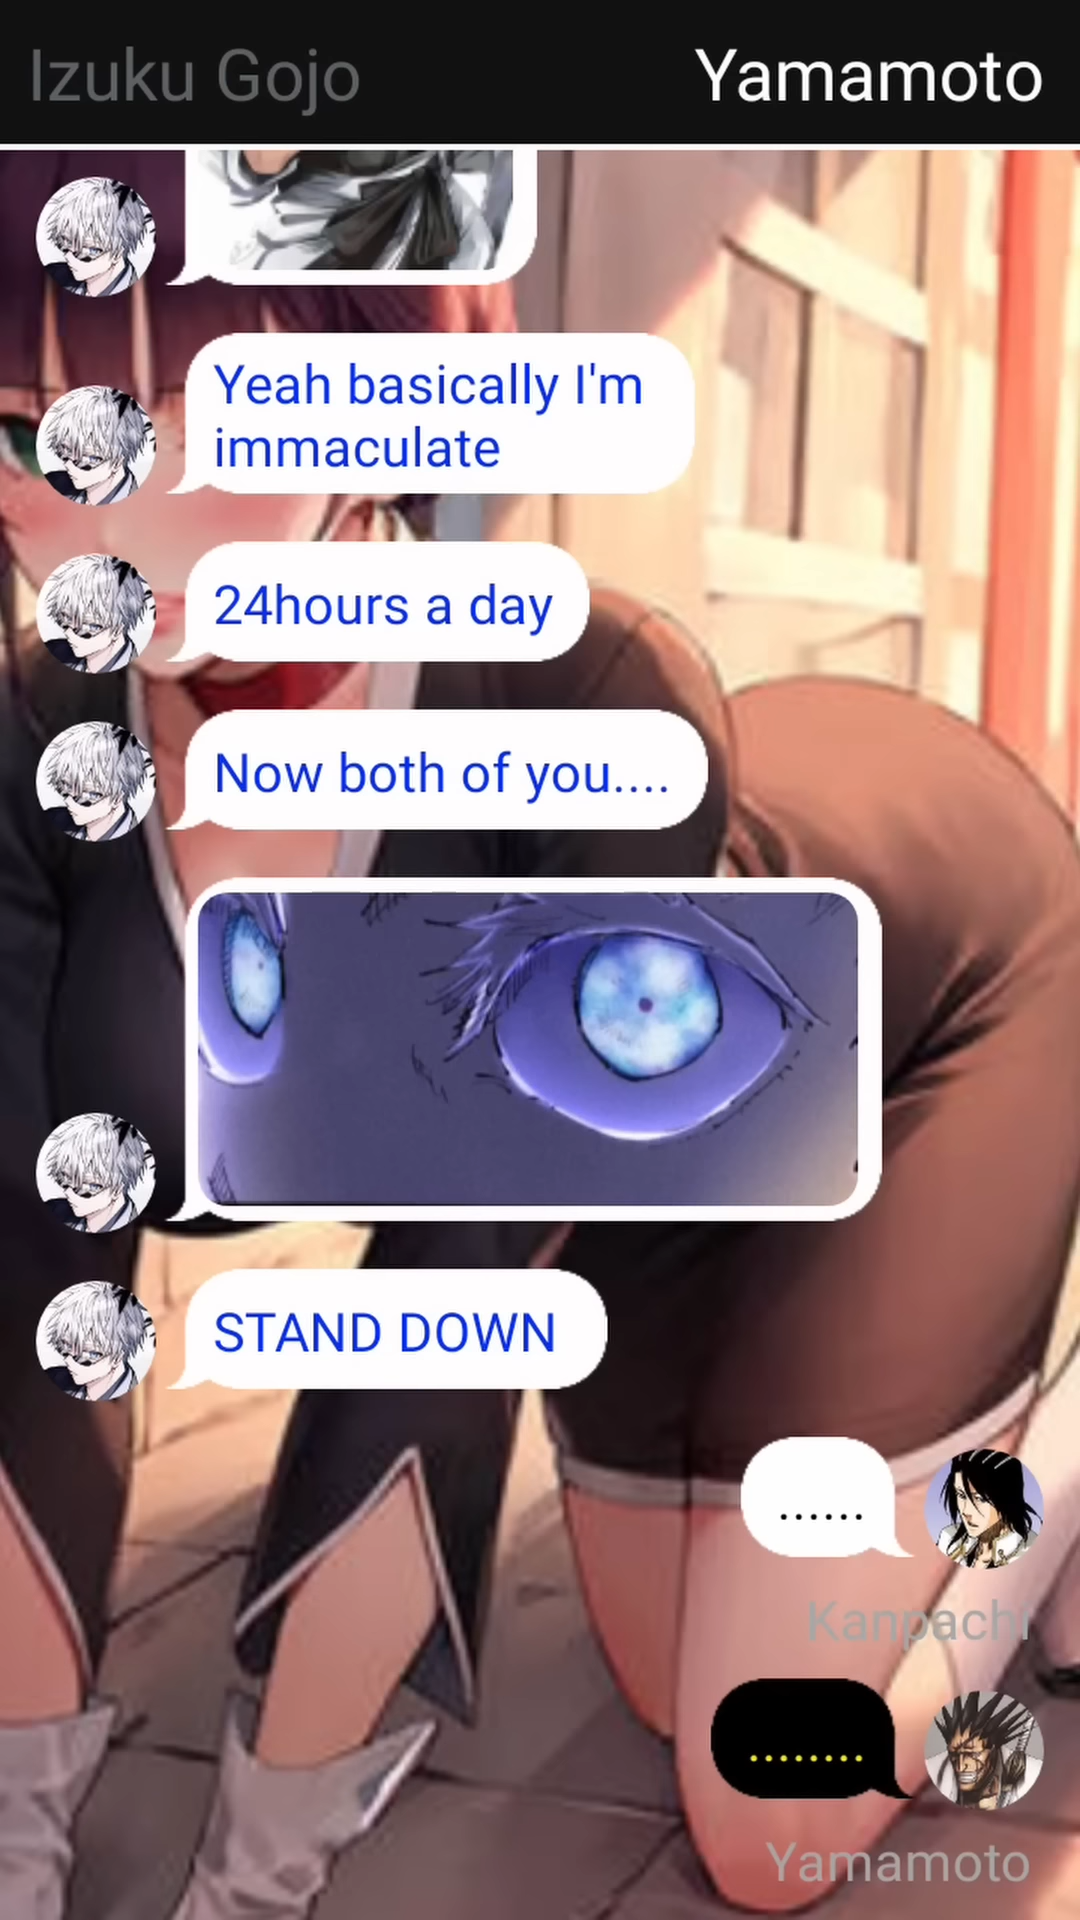 Izuku Gojo
Yamamoto
Yeah basically I'm
immaculate
24hours a day
Now both of you....
STAND DOWN
......
Kanpachi
........
Yamamoto